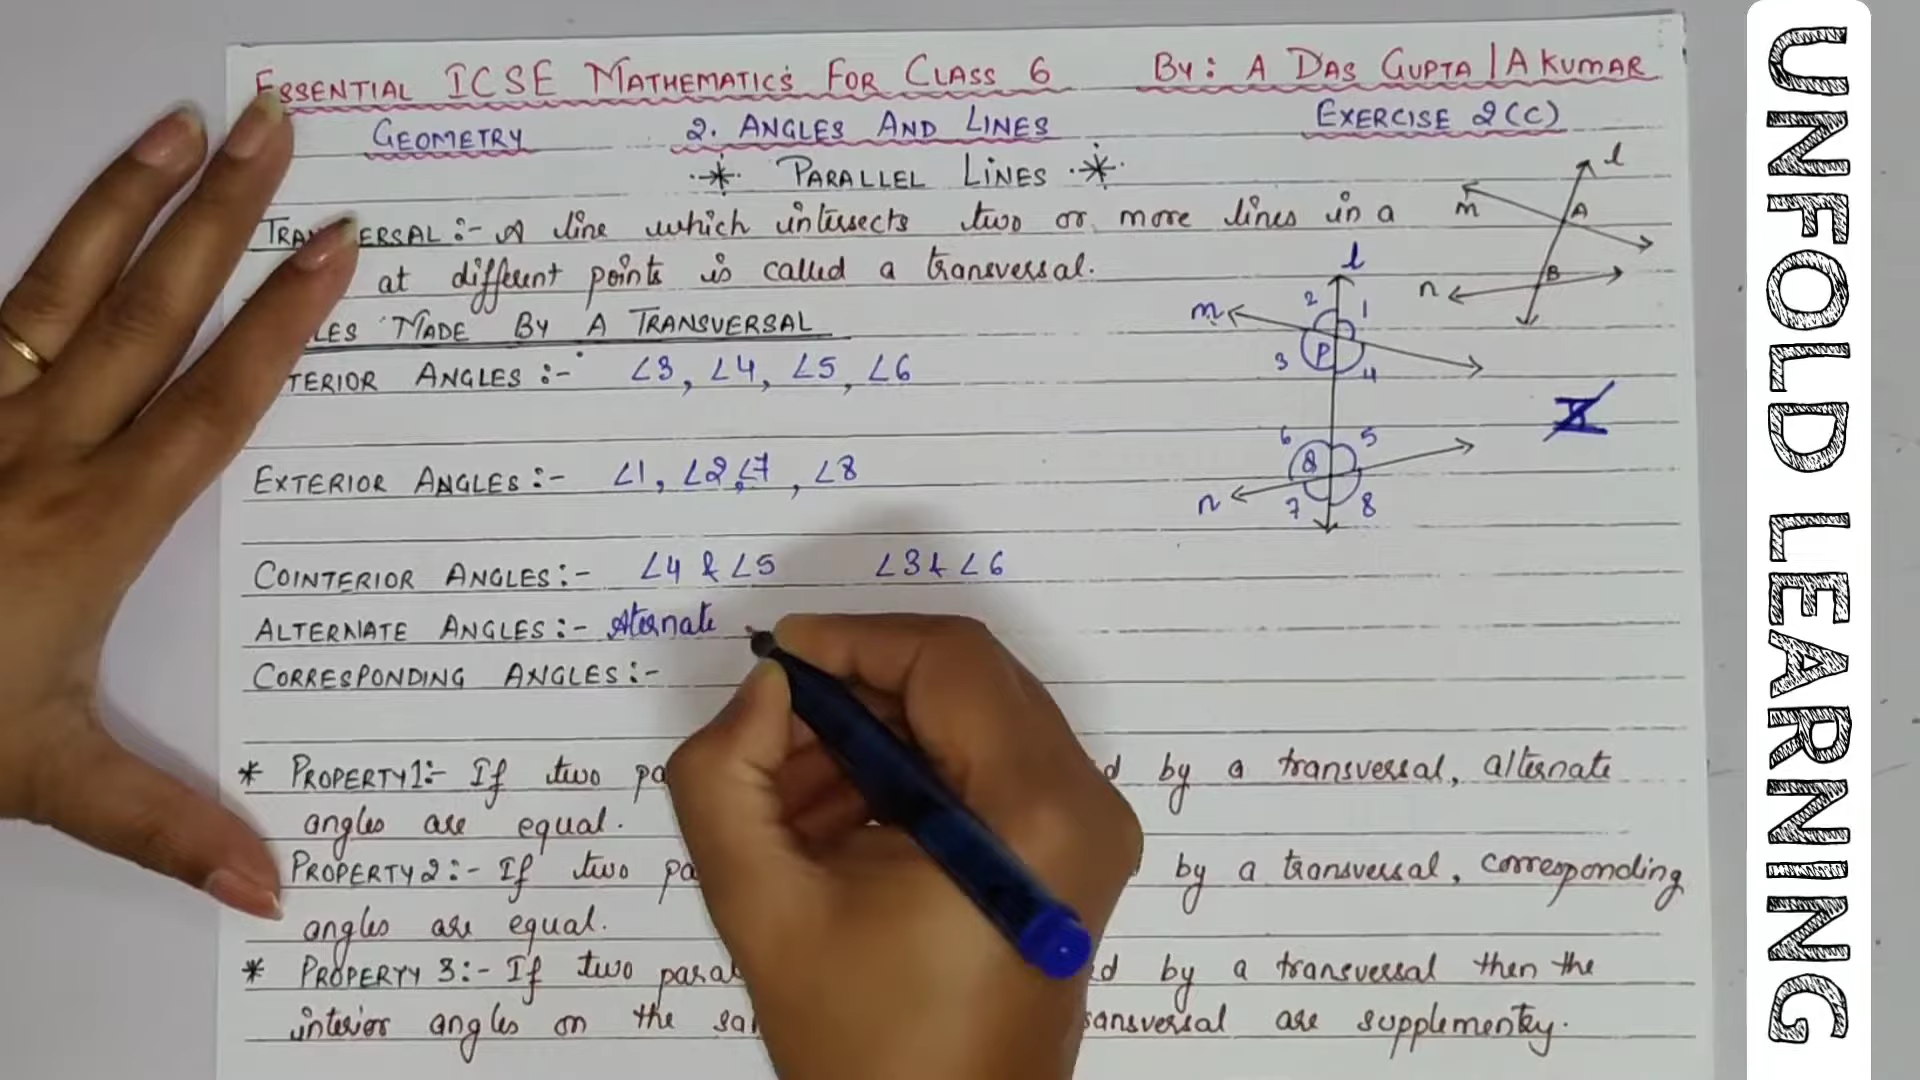 ESSENTIAL ICSE MATHEMATICS FOR CLASS 6 BY: A DAS GUPTA / A KUMAR
GEOMETRY 2. ANGLES AND LINES EXERCISE 2(C)
PARALLEL LINES
:- A line which intersects two or more lines in a
at different points is called a transversal.
MADE BY A TRANSVERSAL
ANGLES :- ∠3, ∠4, ∠5, ∠6
EXTERIOR ANGLES :- ∠1, ∠2, ∠7, ∠8
COINTERIOR ANGLES :- ∠4 & ∠5 ∠3 & ∠6
ALTERNATE ANGLES :- Aternate
CORRESPONDING ANGLES :-
* PROPERTY 1:- If two by a transversal, alternate
angles are equal.
PROPERTY 2:- If two by a transversal, corresponding
angles are equal.
* PROPERTY 3:- If two by a transversal then the
interior angles on the are supplementry.
l
m A
n B
l
m 2 1
3 P 4
6 5
Q
n 7 8
UNFOLD LEARNING